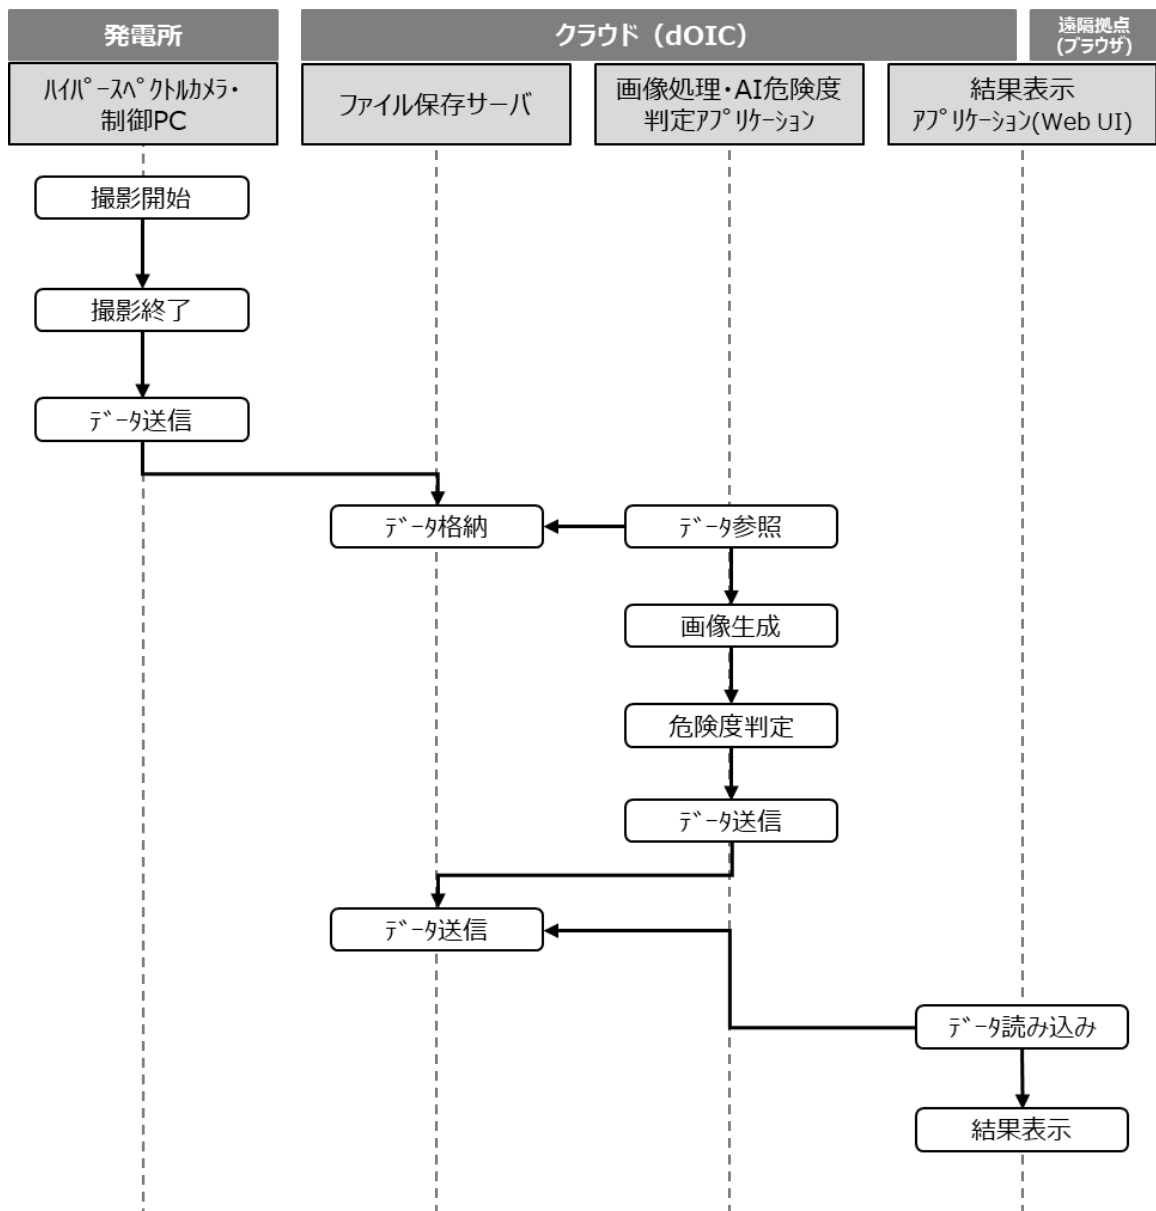 発電所
クラウド（dOIC）
遠隔拠点
(ブラウザ)
ﾊｲﾊﾟｰｽﾍﾟｸﾄﾙｶﾒﾗ・
制御PC
ファイル保存サーバ
画像処理・AI危険度
判定ｱﾌﾟﾘｹｰｼｮﾝ
結果表示
ｱﾌﾟﾘｹｰｼｮﾝ(Web UI)
撮影開始
撮影終了
ﾃﾞｰﾀ送信
ﾃﾞｰﾀ格納
ﾃﾞｰﾀ参照
画像生成
危険度判定
ﾃﾞｰﾀ送信
ﾃﾞｰﾀ送信
ﾃﾞｰﾀ読み込み
結果表示